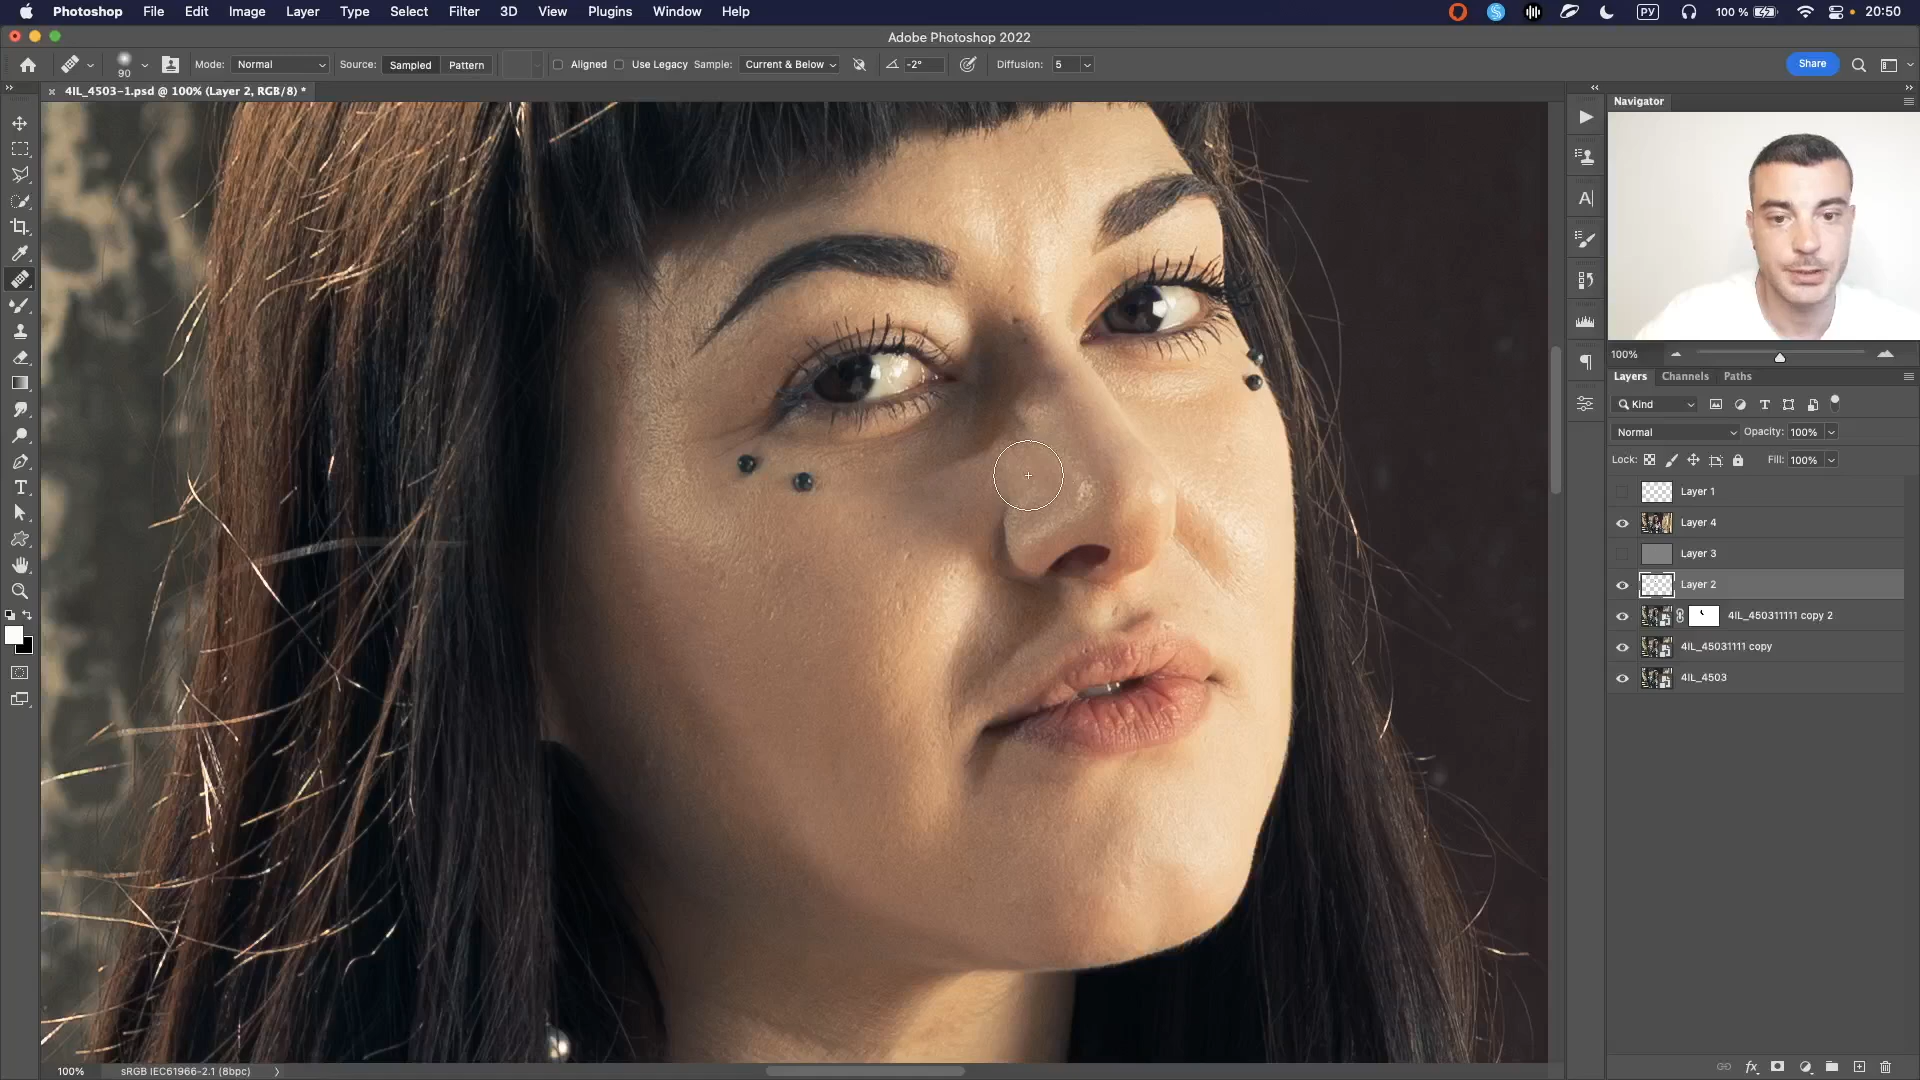 Photoshop File Edit Image Layer Type Select Filter 3D View Plugins Window Help РУ 100 % 20:50
Adobe Photoshop 2022
90 Mode: Normal Source: Sampled Pattern Aligned Use Legacy Sample: Current & Below -2° Diffusion: 5 Share
4IL_4503-1.psd @ 100% (Layer 2, RGB/8) *
Navigator
100%
Layers Channels Paths
Kind
Normal Opacity: 100%
Lock: Fill: 100%
Layer 1
Layer 4
Layer 3
Layer 2
4IL_450311111 copy 2
4IL_45031111 copy
4IL_4503
100% sRGB IEC61966-2.1 (8bpc)